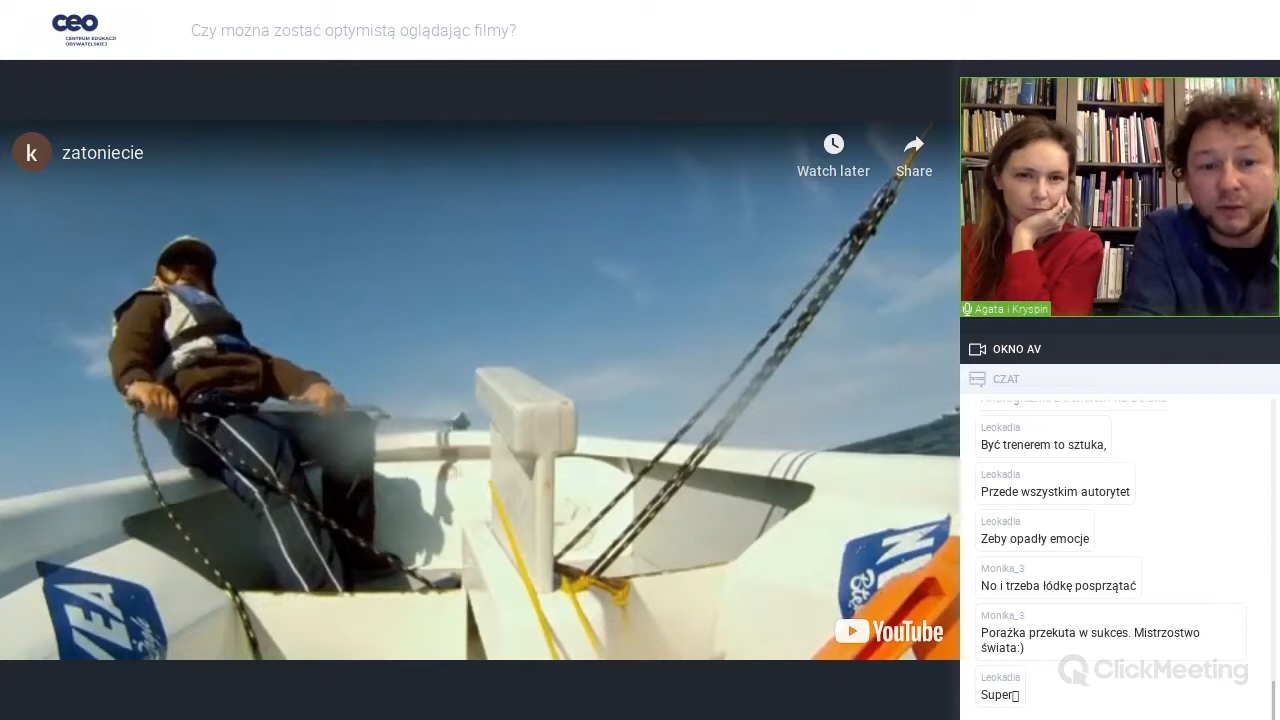 ceo
CENTRUM EDUKACJI
OBYWATELSKIEJ
Czy można zostać optymistą oglądając filmy?
k
zatoniecie
Watch later
Share
YouTube
Agata i Kryspin
OKNO AV
CZAT
Leokadia
Być trenerem to sztuka,
Leokadia
Przede wszystkim autorytet
Leokadia
Zeby opadły emocje
Monika_3
No i trzeba łódkę posprzątać
Monika_3
Porażka przekuta w sukces. Mistrzostwo
świata:)
ClickMeeting
Leokadia
Super